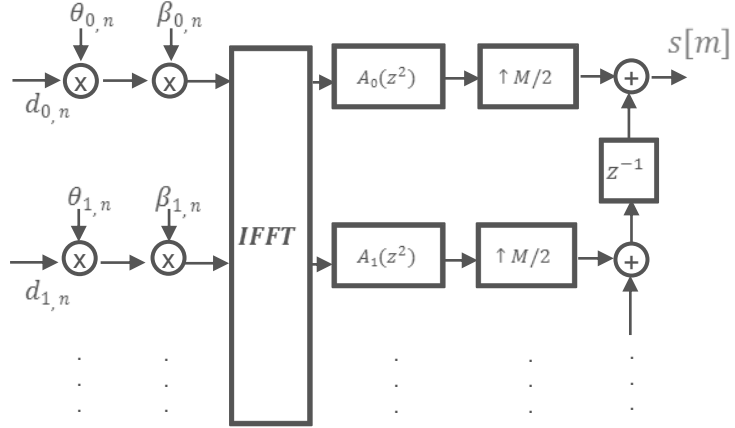 θ₀,ₙ β₀,ₙ
s[m]
x x A₀(z²) ↑ M/2 +
d₀,ₙ
z⁻¹
θ₁,ₙ β₁,ₙ
IFFT
x x A₁(z²) ↑ M/2 +
d₁,ₙ